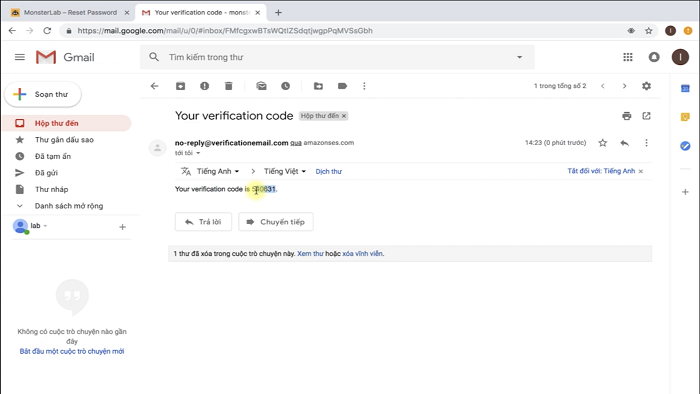 MonsterLab – Reset Password
Your verification code – monst
https://mail.google.com/mail/u/0/#inbox/FMfcgxwBTsWQtlZSdqtjwgpPqMVSsGbh
Gmail
Tìm kiếm trong thư
Soạn thư
1 trong tổng số 2
Hộp thư đến
Thư gắn dấu sao
Đã tạm ẩn
Đã gửi
Thư nháp
Danh sách mở rộng
lab
Không có cuộc trò chuyện nào gần đây
Bắt đầu một cuộc trò chuyện mới
Your verification code
Hộp thư đến
no-reply@verificationemail.com qua amazonses.com
14:23 (0 phút trước)
tới tôi
Tiếng Anh
Tiếng Việt
Dịch thư
Tắt đối với: Tiếng Anh
Your verification code is
Trả lời
Chuyển tiếp
1 thư đã xóa trong cuộc trò chuyện này. Xem thư hoặc xóa vĩnh viễn.